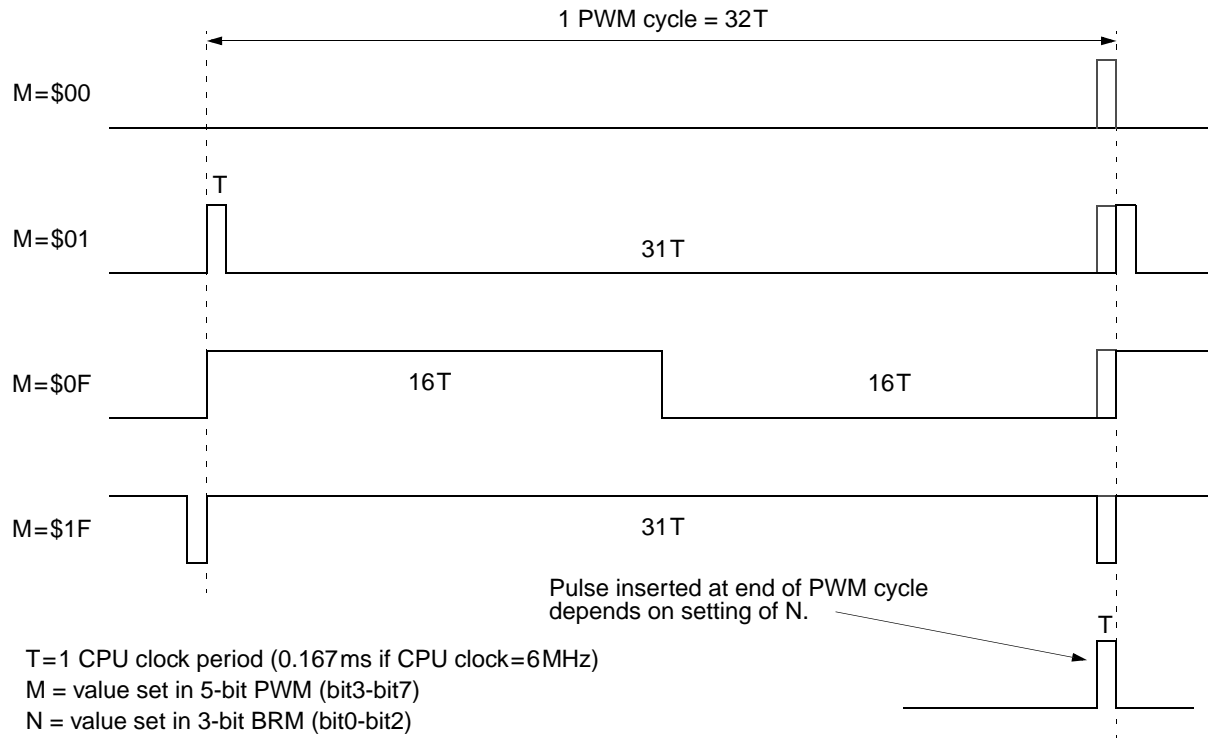 1 PWM cycle = 32T
M=$00
T
M=$01
31T
M=$0F
16T
16T
M=$1F
31T
Pulse inserted at end of PWM cycle
depends on setting of N.
T
T=1 CPU clock period (0.167ms if CPU clock=6MHz)
M = value set in 5-bit PWM (bit3-bit7)
N = value set in 3-bit BRM (bit0-bit2)